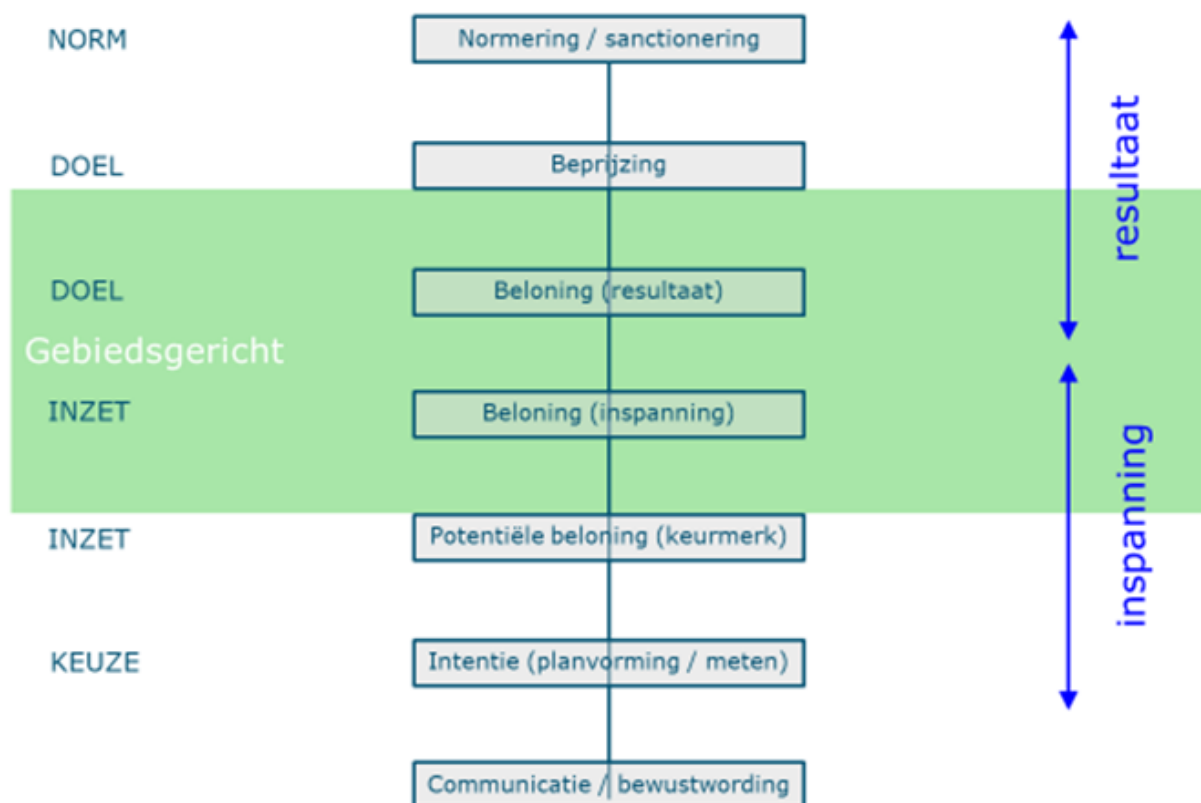 NORM
Normering / sanctionering
DOEL
Beprijzing
resultaat
DOEL
Beloning (resultaat)
Gebiedsgericht
INZET
Beloning (inspanning)
inspanning
INZET
Potentiële beloning (keurmerk)
KEUZE
Intentie (planvorming / meten)
Communicatie / bewustwording